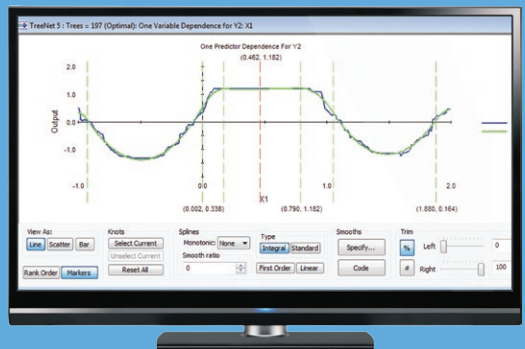 TreeNet 5 : Trees = 197 (Optimal): One Variable Dependence for Y2: X1
One Predictor Dependence For Y2
(0.462, 1.182)
2.0
1.0
0.0
-1.0
Output
-1.0
0.0
1.0
2.0
X1
(0.002, 0.338)
(0.790, 1.182)
(1.880, 0.164)
View As:
Line Scatter Bar
Rank Order Markers
Knots
Select Current
Unselect Current
Reset All
Splines
Monotonic: None
Smooth ratio
0
Type
Integral Standard
First Order Linear
Smooths
Specify...
Code
Trim
% Left 0
# Right 100